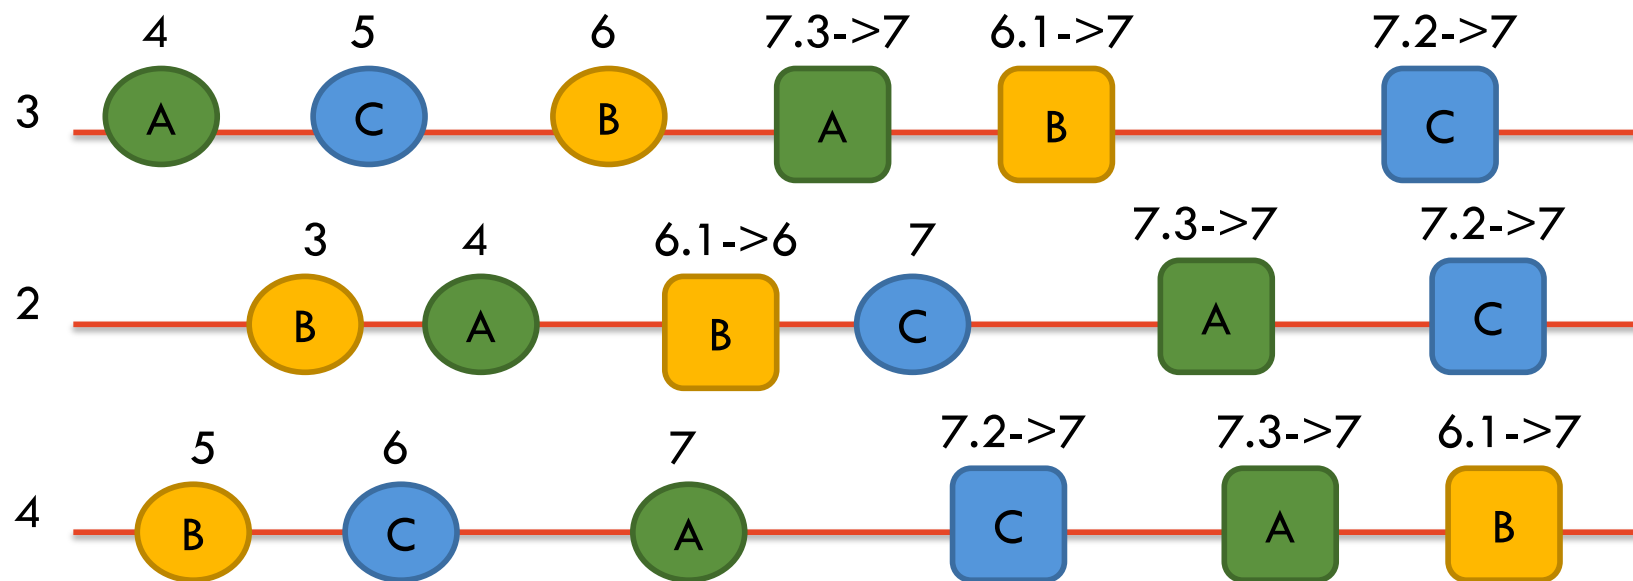 4 5 6 7.3->7 6.1->7 7.2->7
3 A C B A B C
3 4 6.1->6 7 7.3->7 7.2->7
2 B A B C A C
5 6 7 7.2->7 7.3->7 6.1->7
4 B C A C A B